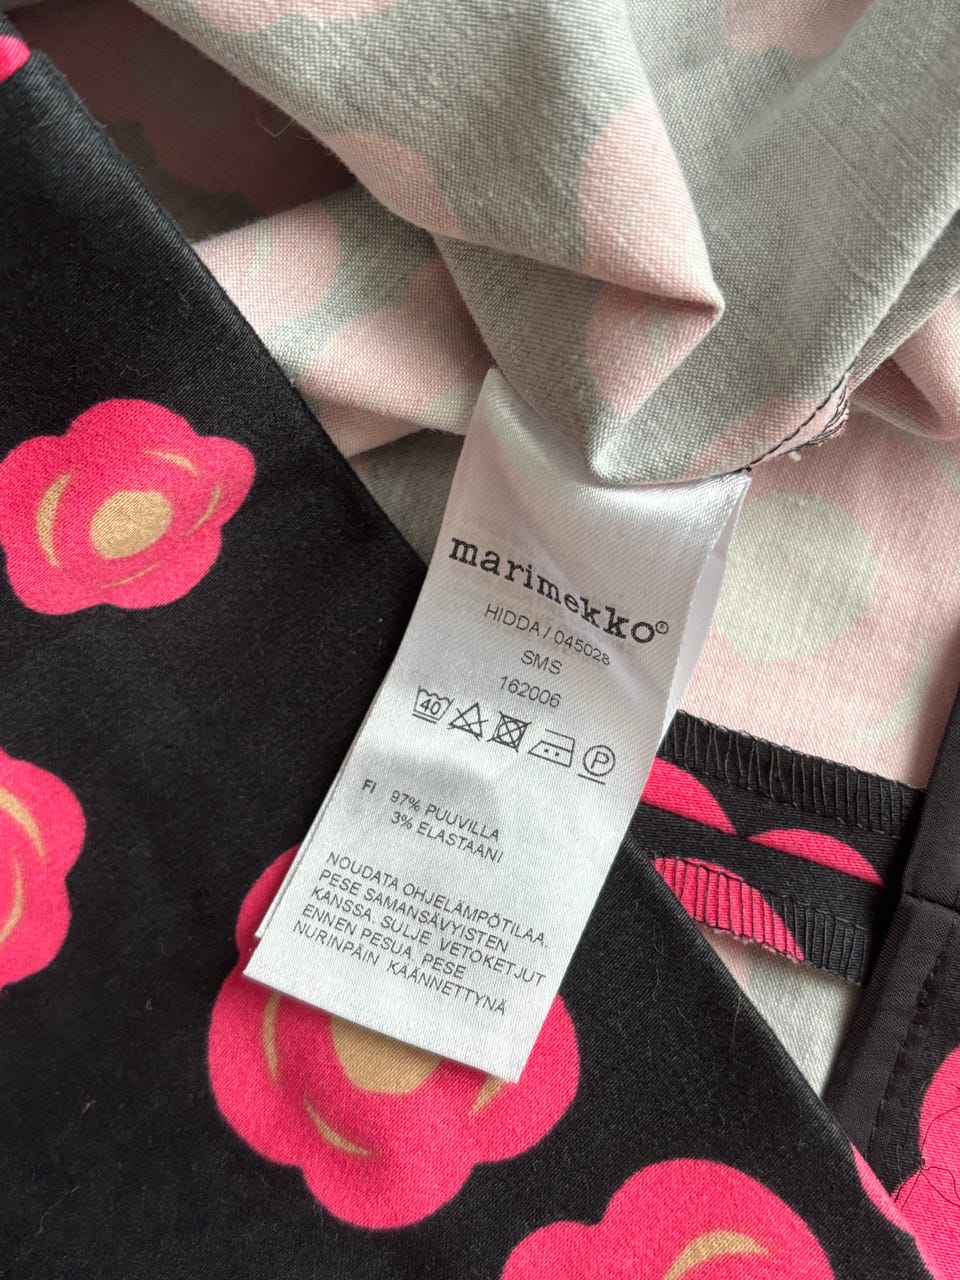 marimekko®
HIDDA / 045028
SMS
162006
40 P
FI 97% PUUVILLA
3% ELASTAANI
NOUDATA OHJELÄMPÖTILAA.
PESE SAMANSÄVYISTEN
KANSSA. SULJE VETOKETJUT
ENNEN PESUA. PESE
NURINPÄIN KÄÄNNETTYNÄ